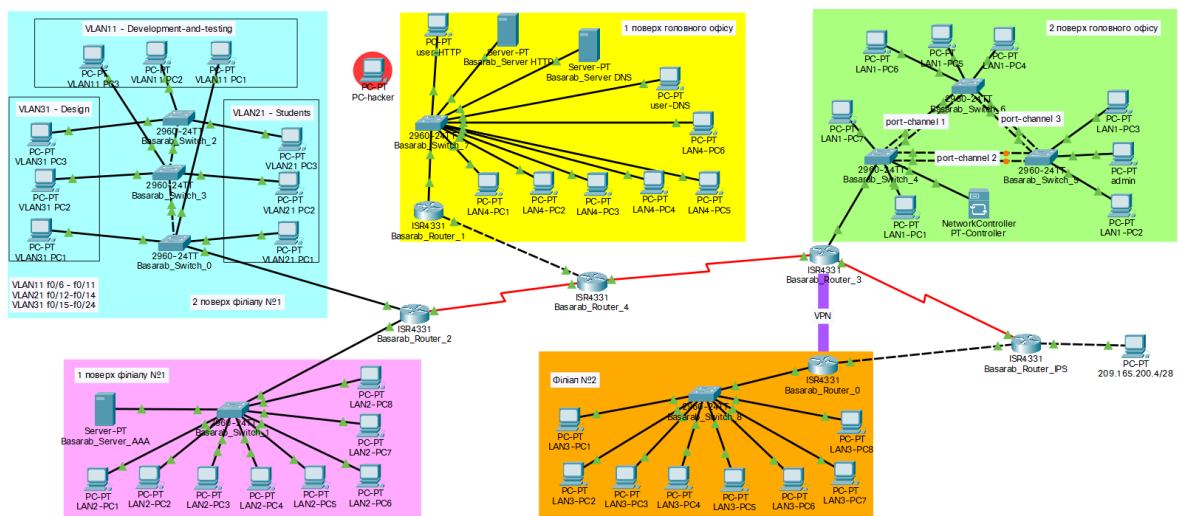 VLAN11 - Development-and-testing
PC-PT
VLAN11 PC3
PC-PT
VLAN11 PC2
PC-PT
VLAN11 PC1
VLAN31 - Design
VLAN21 - Students
2960-24TT
Basarab_Switch_2
PC-PT
VLAN31 PC3
PC-PT
VLAN21 PC3
2960-24TT
Basarab_Switch_3
PC-PT
VLAN31 PC2
PC-PT
VLAN21 PC2
2960-24TT
Basarab_Switch_0
PC-PT
VLAN31 PC1
PC-PT
VLAN21 PC1
VLAN11 f0/6 - f0/11
VLAN21 f0/12-f0/14
VLAN31 f0/15-f0/24
2 поверх філіалу №1
PC-PT
PC-hacker
1 поверх головного офісу
PC-PT
user-HTTP
Server-PT
Basarab_Server HTTP
Server-PT
Basarab_Server DNS
PC-PT
user-DNS
2960-24TT
Basarab_Switch_7
PC-PT
LAN4-PC6
PC-PT
LAN4-PC1
PC-PT
LAN4-PC2
PC-PT
LAN4-PC3
PC-PT
LAN4-PC4
PC-PT
LAN4-PC5
ISR4331
Basarab_Router_1
2 поверх головного офісу
PC-PT
LAN1-PC6
PC-PT
LAN1-PC5
PC-PT
LAN1-PC4
2960-24TT
Basarab_Switch_6
PC-PT
LAN1-PC7
port-channel 1
port-channel 3
PC-PT
LAN1-PC3
port-channel 2
2960-24TT
Basarab_Switch_4
2960-24TT
Basarab_Switch_5
PC-PT
admin
PC-PT
LAN1-PC1
NetworkController
PT-Controller
PC-PT
LAN1-PC2
ISR4331
Basarab_Router_3
ISR4331
Basarab_Router_4
ISR4331
Basarab_Router_2
VPN
ISR4331
Basarab_Router_IPS
PC-PT
209.165.200.4/28
1 поверх філіалу №1
PC-PT
LAN2-PC8
Server-PT
Basarab_Server_AAA
2960-24TT
Basarab_Switch_1
PC-PT
LAN2-PC7
PC-PT
LAN2-PC1
PC-PT
LAN2-PC2
PC-PT
LAN2-PC3
PC-PT
LAN2-PC4
PC-PT
LAN2-PC5
PC-PT
LAN2-PC6
Філіал №2
ISR4331
Basarab_Router_0
2960-24TT
Basarab_Switch_8
PC-PT
LAN3-PC1
PC-PT
LAN3-PC8
PC-PT
LAN3-PC2
PC-PT
LAN3-PC3
PC-PT
LAN3-PC4
PC-PT
LAN3-PC5
PC-PT
LAN3-PC6
PC-PT
LAN3-PC7